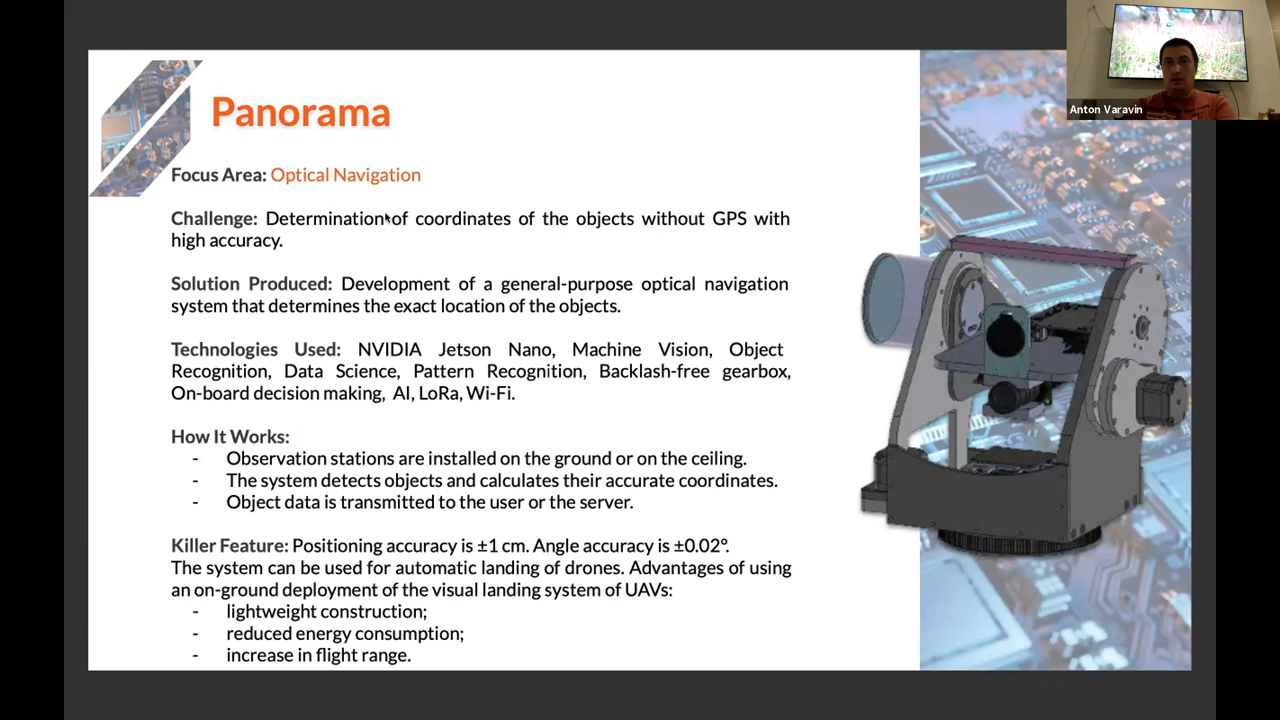 Panorama
Focus Area: Optical Navigation
Challenge: Determination of coordinates of the objects without GPS with
high accuracy.
Solution Produced: Development of a general-purpose optical navigation
system that determines the exact location of the objects.
Technologies Used: NVIDIA Jetson Nano, Machine Vision, Object
Recognition, Data Science, Pattern Recognition, Backlash-free gearbox,
On-board decision making, AI, LoRa, Wi-Fi.
How It Works:
- Observation stations are installed on the ground or on the ceiling.
- The system detects objects and calculates their accurate coordinates.
- Object data is transmitted to the user or the server.
Killer Feature: Positioning accuracy is ±1 cm. Angle accuracy is ±0.02°.
The system can be used for automatic landing of drones. Advantages of using
an on-ground deployment of the visual landing system of UAVs:
- lightweight construction;
- reduced energy consumption;
- increase in flight range.
Anton Varavin